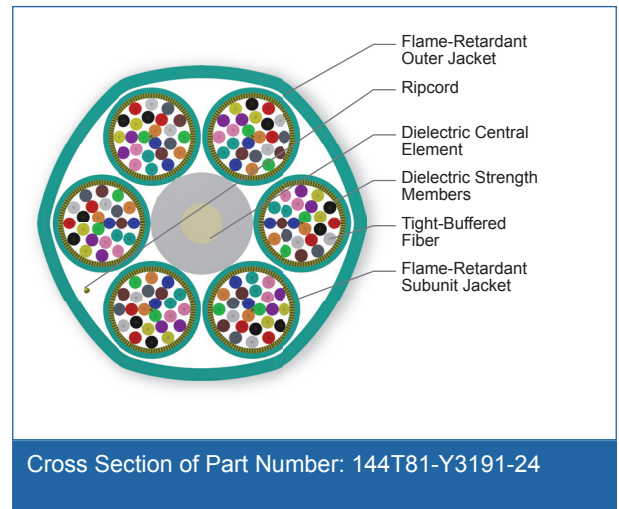 Flame-Retardant
Outer Jacket
Ripcord
Dielectric Central
Element
Dielectric Strength
Members
Tight-Buffered
Fiber
Flame-Retardant
Subunit Jacket
Cross Section of Part Number: 144T81-Y3191-24